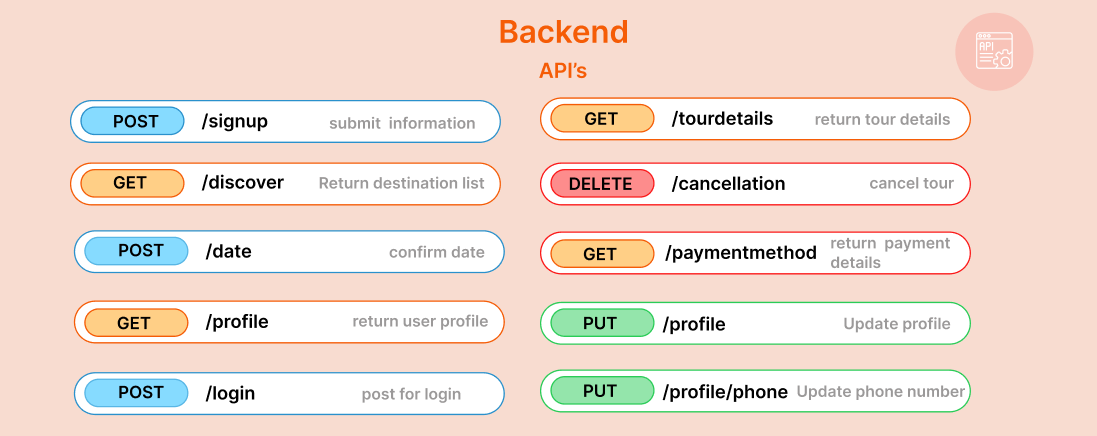 Backend
API's
API
POST /signup submit information
GET /discover Return destination list
POST /date confirm date
GET /profile return user profile
POST /login post for login
GET /tourdetails return tour details
DELETE /cancellation cancel tour
GET /paymentmethod return payment
details
PUT /profile Update profile
PUT /profile/phone Update phone number